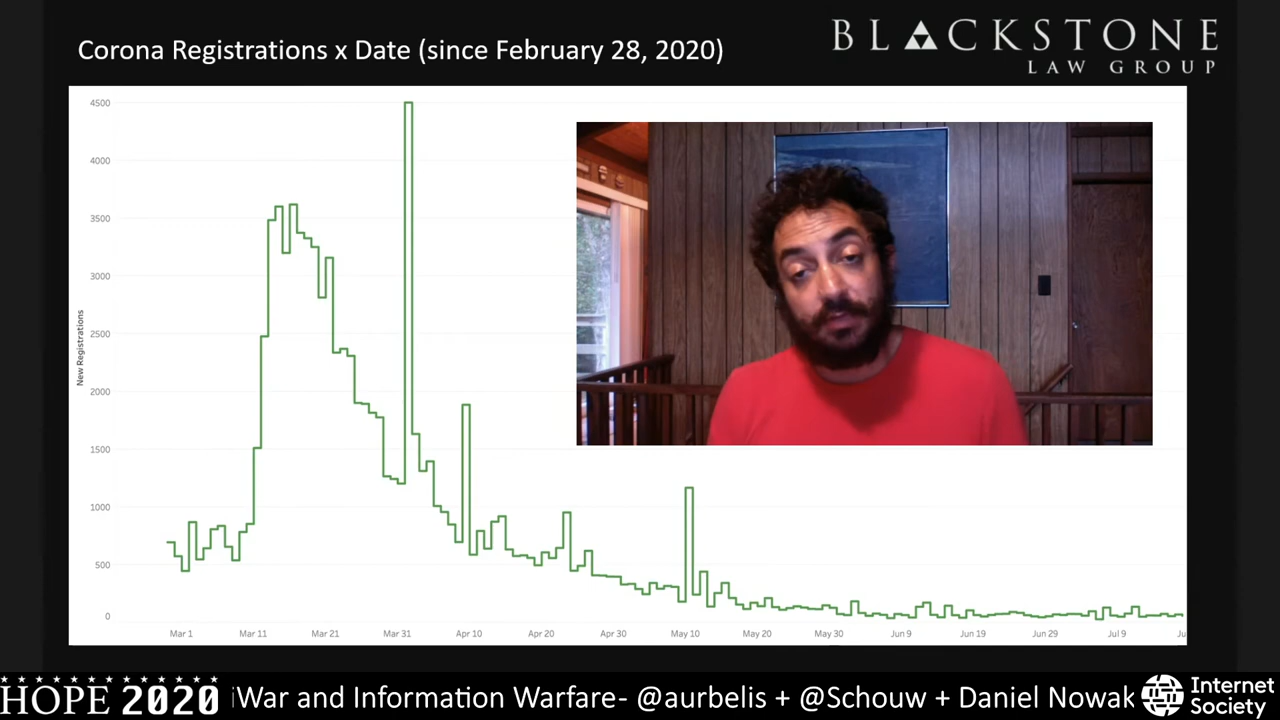 Corona Registrations x Date (since February 28, 2020)
BLACKSTONE
LAW GROUP
New Registrations
4500
4000
3500
3000
2500
2000
1500
1000
500
0
Mar 1
Mar 11
Mar 21
Mar 31
Apr 10
Apr 20
Apr 30
May 10
May 20
May 30
Jun 9
Jun 19
Jun 29
Jul 9
Ju
HOPE 2020
iWar and Information Warfare- @aurbelis + @Schouw + Daniel Nowak
Internet
Society